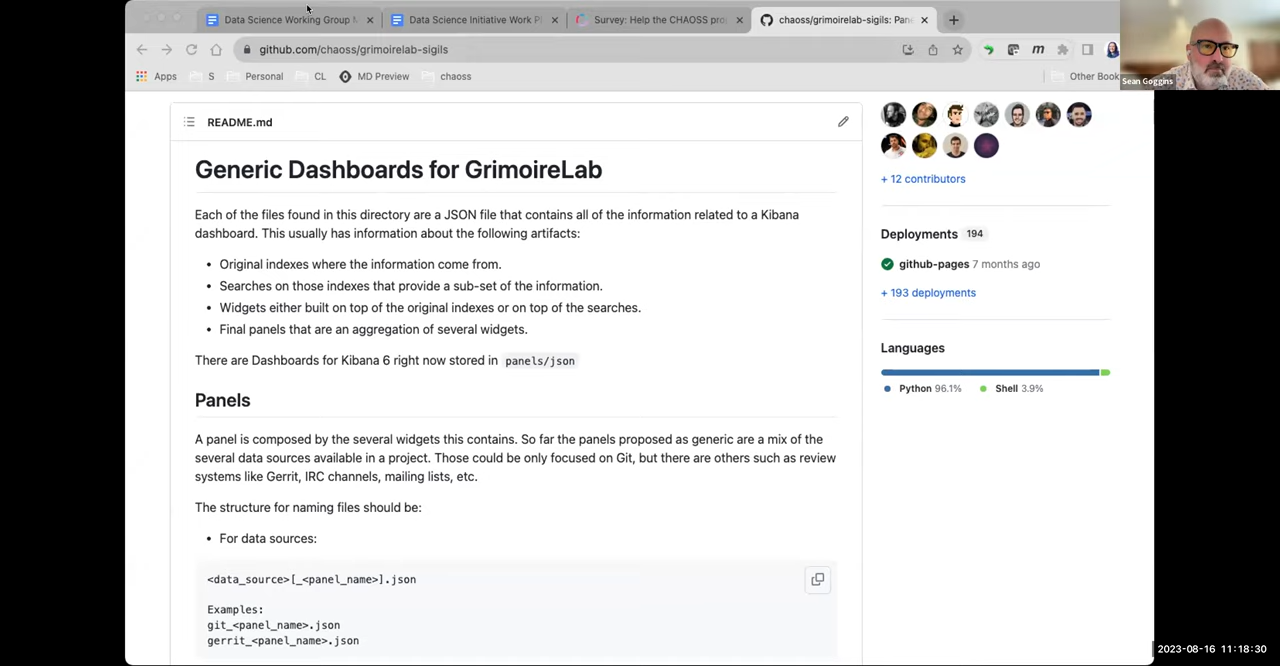 Data Science Working Group M
Data Science Initiative Work Pl
Survey: Help the CHAOSS pro
chaoss/grimoirelab-sigils: Pan
github.com/chaoss/grimoirelab-sigils
Apps
S
Personal
CL
MD Preview
chaoss
Other Book
Sean Goggins
README.md
Generic Dashboards for GrimoireLab
Each of the files found in this directory are a JSON file that contains all of the information related to a Kibana
dashboard. This usually has information about the following artifacts:
• Original indexes where the information come from.
• Searches on those indexes that provide a sub-set of the information.
• Widgets either built on top of the original indexes or on top of the searches.
• Final panels that are an aggregation of several widgets.
There are Dashboards for Kibana 6 right now stored in panels/json
Panels
A panel is composed by the several widgets this contains. So far the panels proposed as generic are a mix of the
several data sources available in a project. Those could be only focused on Git, but there are others such as review
systems like Gerrit, IRC channels, mailing lists, etc.
The structure for naming files should be:
• For data sources:
<data_source>[_<panel_name>].json
Examples:
git_<panel_name>.json
gerrit_<panel_name>.json
+ 12 contributors
Deployments 194
github-pages 7 months ago
+ 193 deployments
Languages
Python 96.1%
Shell 3.9%
2023-08-16 11:18:30